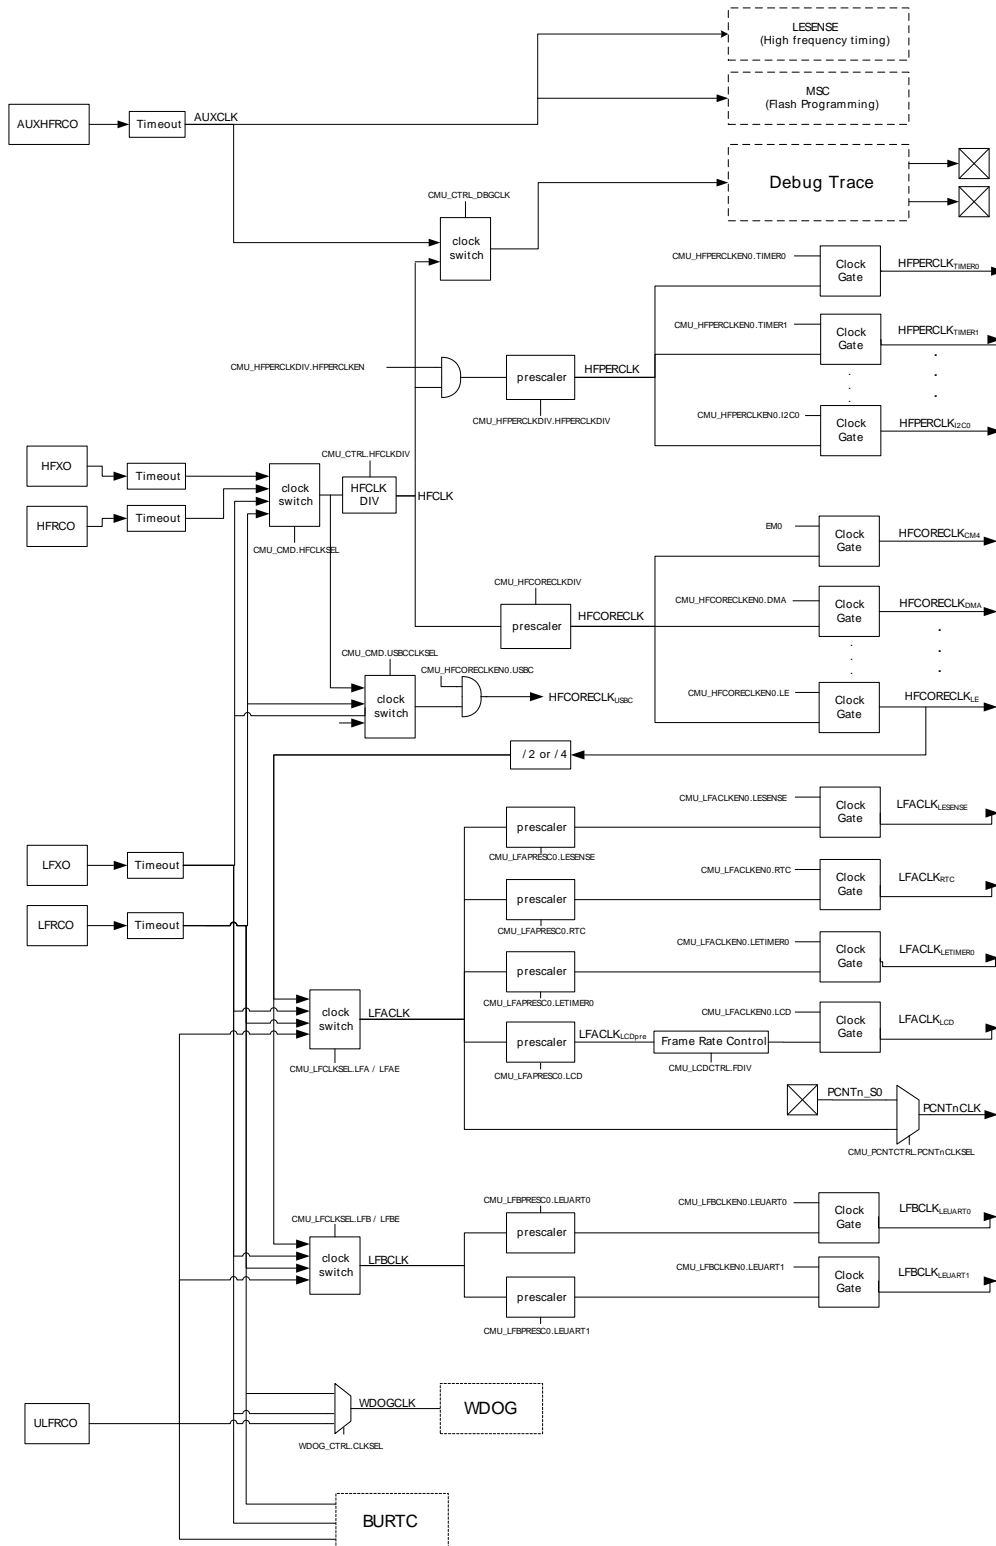 LESENSE
(High frequency timing)
MSC
(Flash Programming)
AUXHFRCO
Timeout
AUXCLK
Debug Trace
CMU_CTRL_DBGCLK
clock
switch
CMU_HFPERCLKEN0.TIMER0
Clock
Gate
HFPERCLKTIMER0
CMU_HFPERCLKEN0.TIMER1
Clock
Gate
HFPERCLKTIMER1
CMU_HFPERCLKDIV.HFPERCLKEN
prescaler
HFPERCLK
CMU_HFPERCLKDIV.HFPERCLKDIV
CMU_HFPERCLKEN0.I2C0
Clock
Gate
HFPERCLKI2C0
HFXO
Timeout
HFRCO
Timeout
clock
switch
CMU_CMD.HFCLKSEL
CMU_CTRL.HFCLKDIV
HFCLK
DIV
HFCLK
EM0
Clock
Gate
HFCORECLKCM4
CMU_HFCORECLKDIV
prescaler
HFCORECLK
CMU_HFCORECLKEN0.DMA
Clock
Gate
HFCORECLKDMA
CMU_CMD.USBCCLKSEL
CMU_HFCORECLKEN0.USBC
clock
switch
HFCORECLKUSBC
CMU_HFCORECLKEN0.LE
Clock
Gate
HFCORECLKLE
/ 2 or / 4
LFXO
Timeout
LFRCO
Timeout
prescaler
CMU_LFAPRESC0.LESENSE
CMU_LFACLKEN0.LESENSE
Clock
Gate
LFACLKLESENSE
prescaler
CMU_LFAPRESC0.RTC
CMU_LFACLKEN0.RTC
Clock
Gate
LFACLKRTC
prescaler
CMU_LFAPRESC0.LETIMER0
CMU_LFACLKEN0.LETIMER0
Clock
Gate
LFACLKLETIMER0
clock
switch
LFACLK
CMU_LFCLKSEL.LFA / LFAE
prescaler
CMU_LFAPRESC0.LCD
LFACLKLCDpre
Frame Rate Control
CMU_LCDCTRL.FDIV
CMU_LFACLKEN0.LCD
Clock
Gate
LFACLKLCD
PCNTn_S0
PCNTnCLK
CMU_PCNTCTRL.PCNTnCLKSEL
CMU_LFCLKSEL.LFB / LFBE
clock
switch
LFBCLK
CMU_LFBPRESC0.LEUART0
prescaler
CMU_LFBCLKEN0.LEUART0
Clock
Gate
LFBCLKLEUART0
prescaler
CMU_LFBPRESC0.LEUART1
CMU_LFBCLKEN0.LEUART1
Clock
Gate
LFBCLKLEUART1
ULFRCO
WDOGCLK
WDOG
WDOG_CTRL.CLKSEL
BURTC